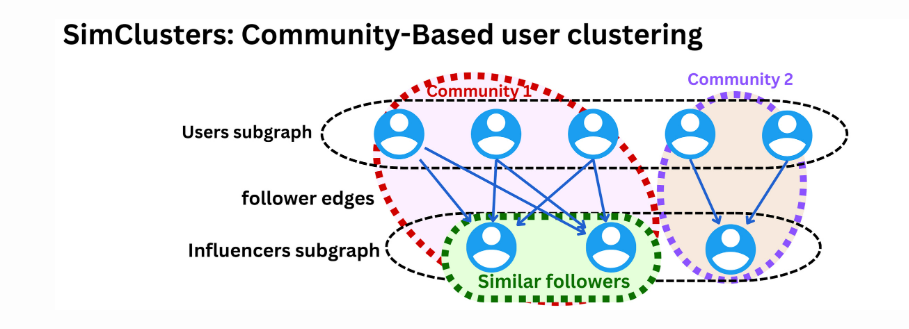 SimClusters: Community-Based user clustering
Community 2
Community 1
Users subgraph
follower edges
Influencers subgraph
Similar followers